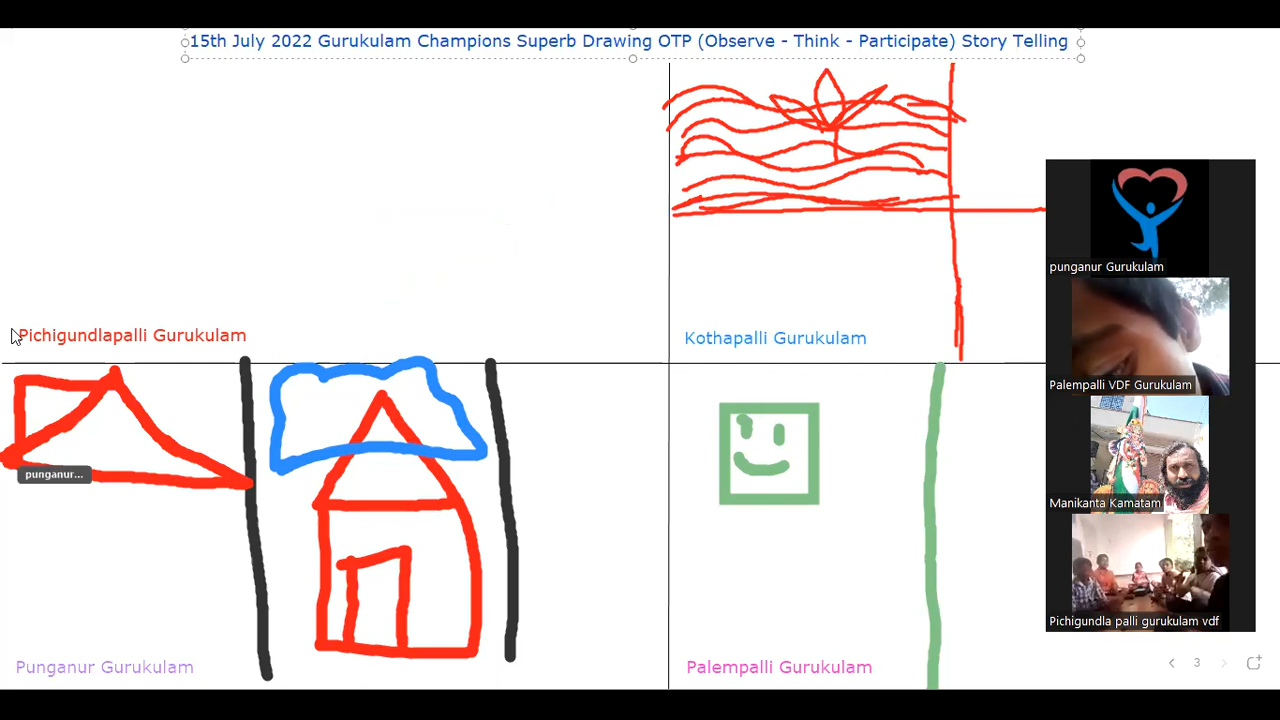 15th July 2022 Gurukulam Champions Superb Drawing OTP (Observe - Think - Participate) Story Telling
punganur Gurukulam
Pichigundlapalli Gurukulam
Kothapalli Gurukulam
Palempalli VDF Gurukulam
punganur...
Manikanta Kamatam
Pichigundla palli gurukulam vdf
Punganur Gurukulam
Palempalli Gurukulam
3